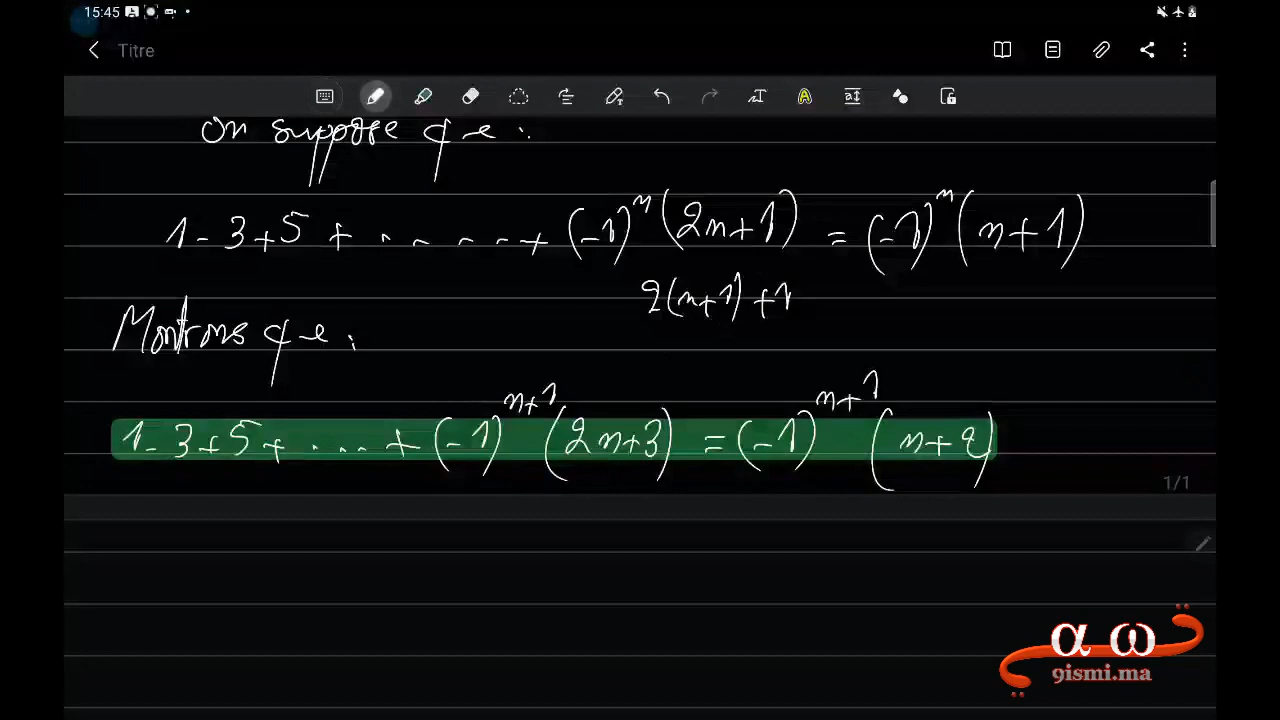 15:45
Titre
On suppose que :
1 - 3 + 5 + ........ + (-1)^n (2n+1) = (-1)^n (n+1)
2(n+1) + 1
Montrons que :
1 - 3 + 5 + ..... + (-1)^{n+1} (2n+3) = (-1)^{n+1} (n+2)
1/1
α ω
9ismi.ma